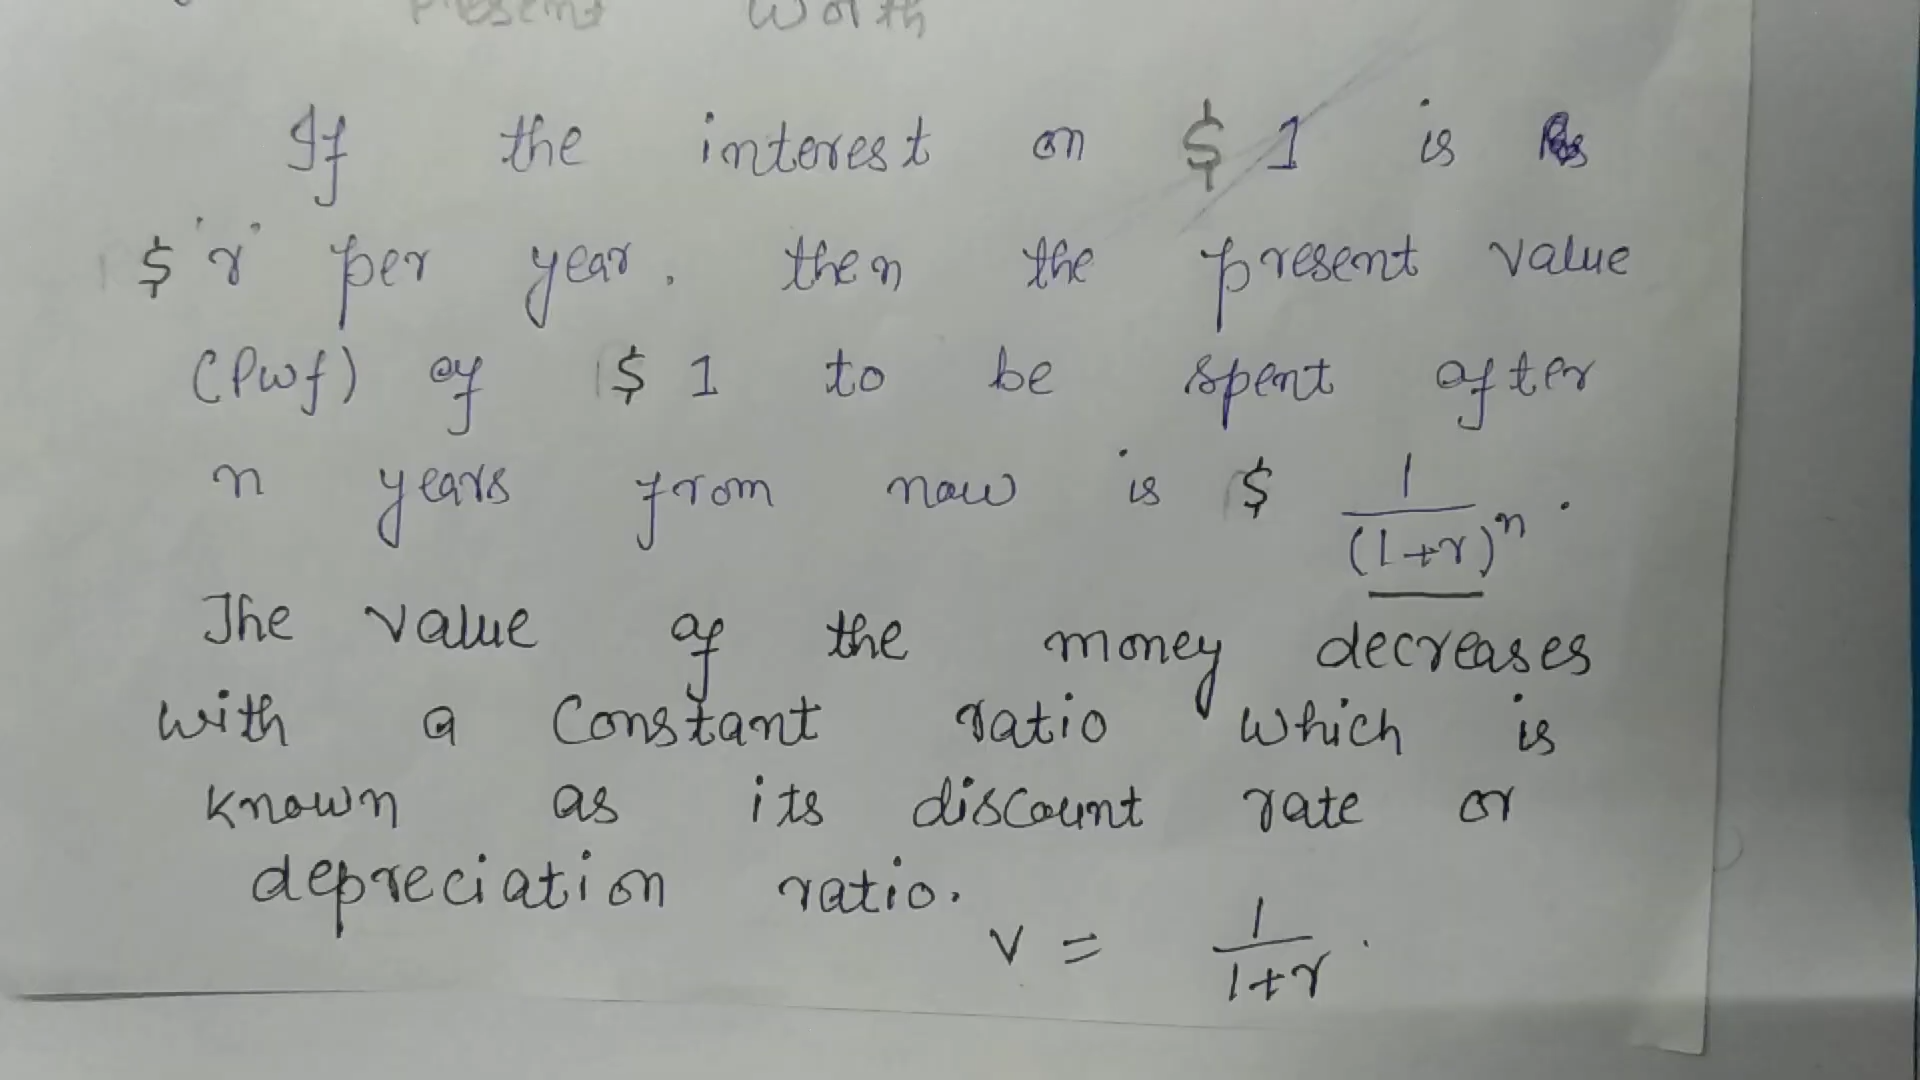 Present Worth
If the interest on $ 1 is Rs
$ 'r' per year, then the present value
(Pwf) of $ 1 to be spent after
n years from now is $ 1/(1+r)^n .
The value of the money decreases
with a constant ratio which is
known as its discount rate or
depreciation ratio.
v = 1/1+r .